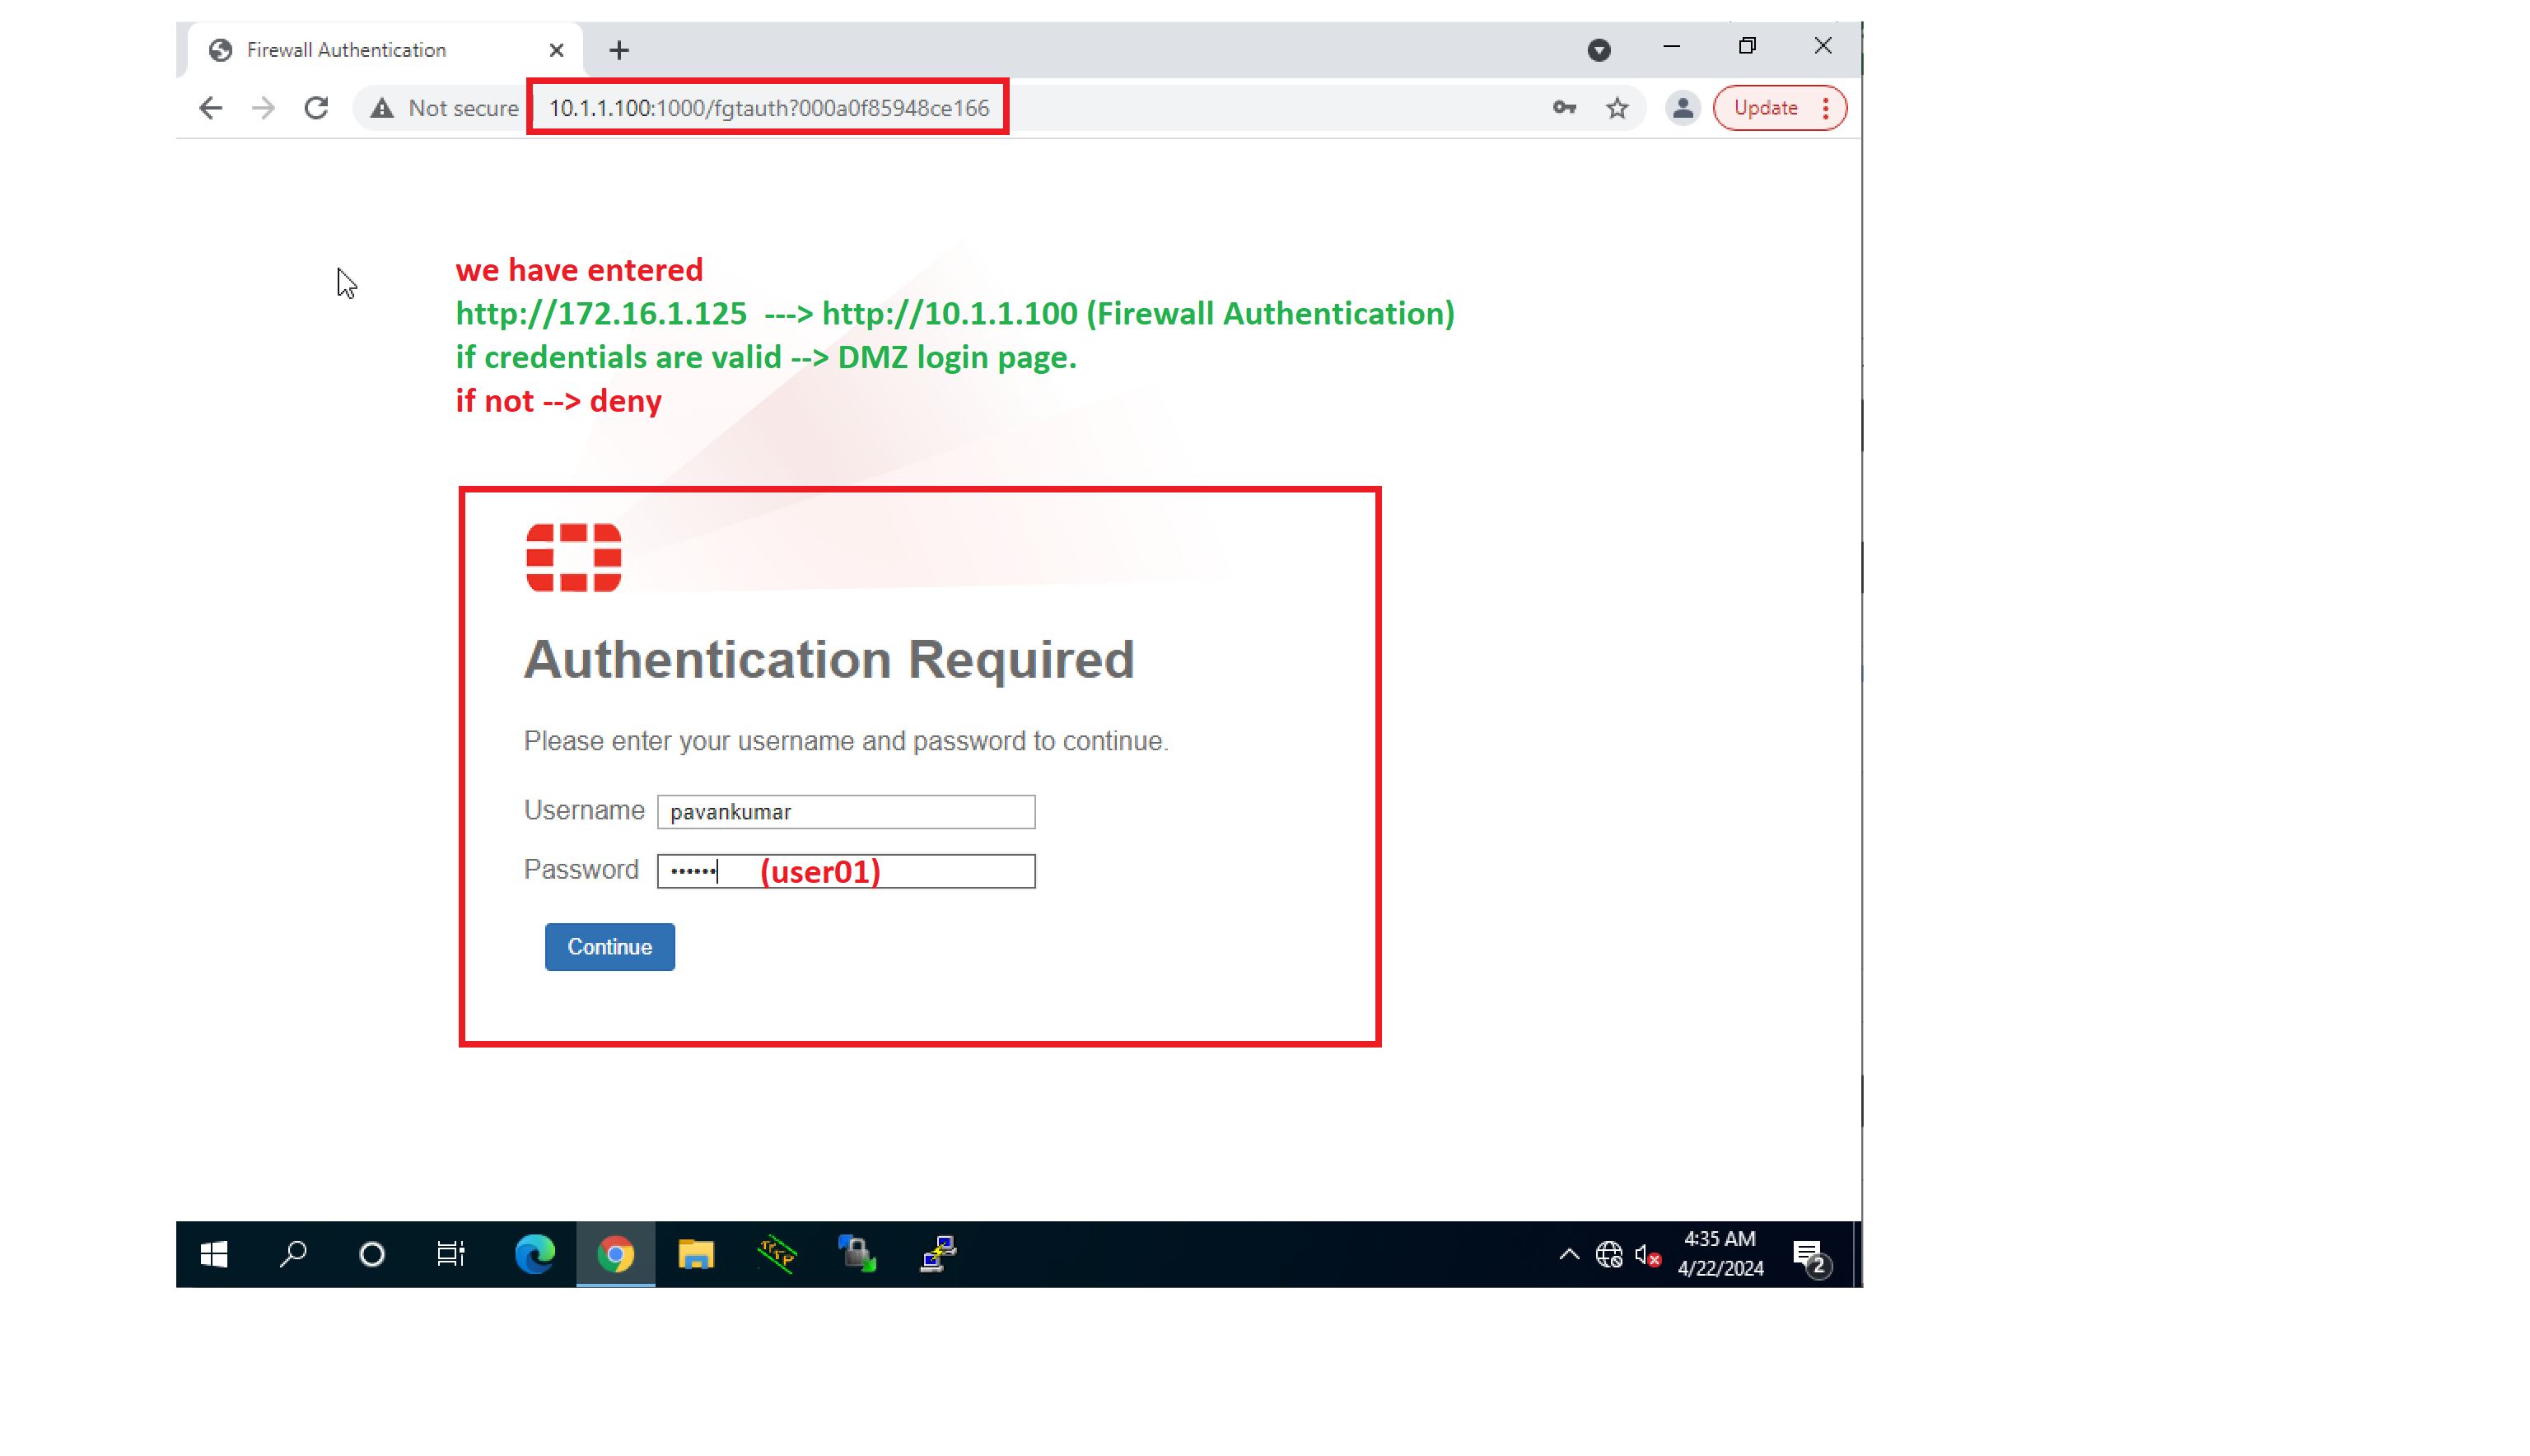 Firewall Authentication
Not secure 10.1.1.100:1000/fgtauth?000a0f85948ce166 Update
we have entered
http://172.16.1.125 ---> http://10.1.1.100 (Firewall Authentication)
if credentials are valid --> DMZ login page.
if not --> deny
Authentication Required
Please enter your username and password to continue.
Username pavankumar
Password •••••• (user01)
Continue
TFTP
4:35 AM
4/22/2024
2